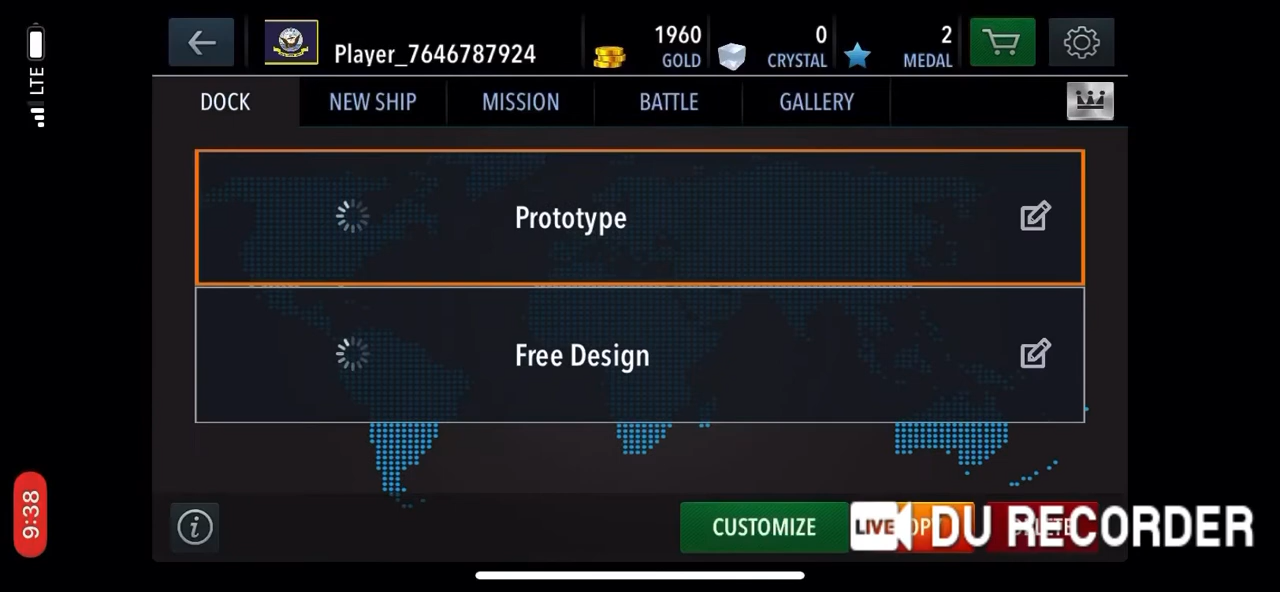 LTE
Player_7646787924
1960
GOLD
0
CRYSTAL
2
MEDAL
DOCK
NEW SHIP
MISSION
BATTLE
GALLERY
Prototype
Free Design
9:38
CUSTOMIZE
LIVE
DU RECORDER